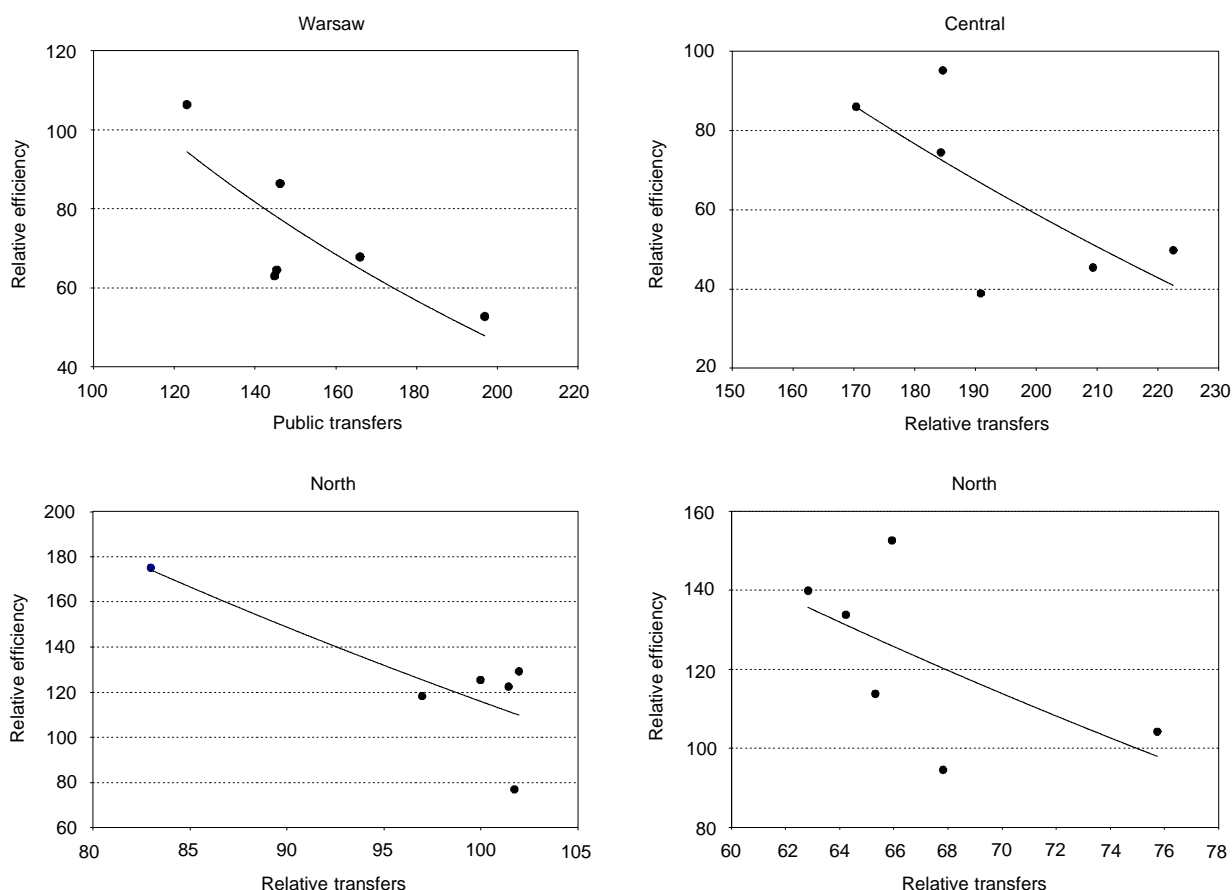 Warsaw
120
100
80
60
40
100 120 140 160 180 200 220
Relative efficiency
Public transfers
Central
100
80
60
40
20
150 160 170 180 190 200 210 220 230
Relative efficiency
Relative transfers
North
200
180
160
140
120
100
80
60
80 85 90 95 100 105
Relative efficiency
Relative transfers
North
160
140
120
100
80
60 62 64 66 68 70 72 74 76 78
Relative efficiency
Relative transfers